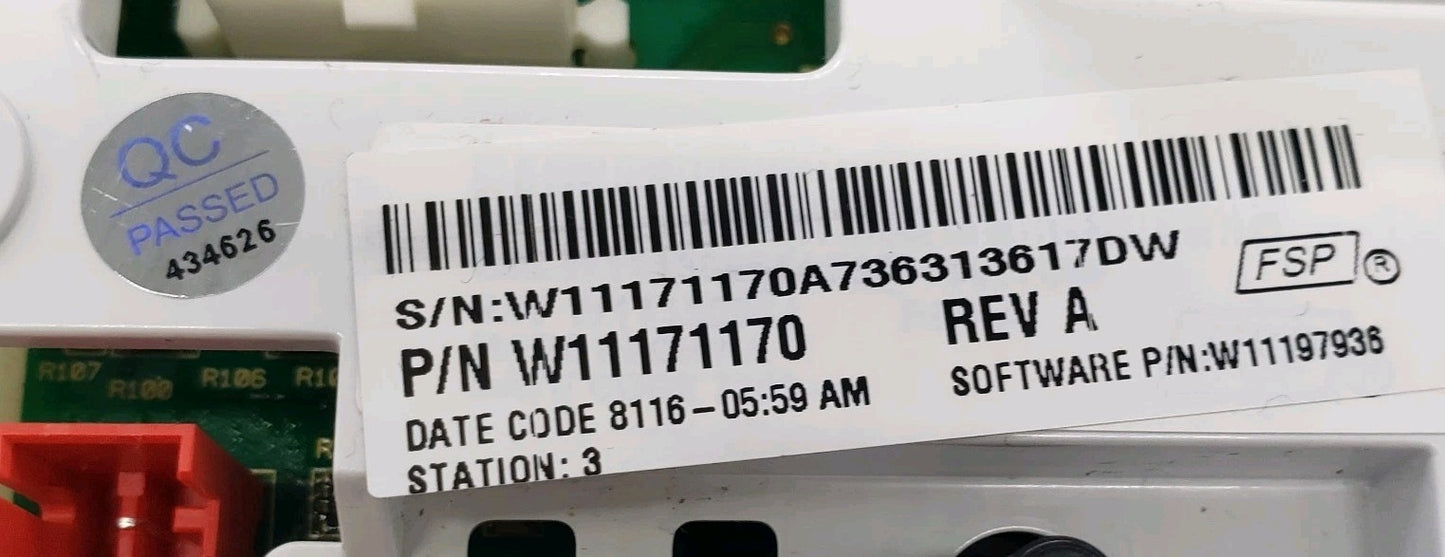 QC
PASSED
434626
S/N:W11171170A736313617DW
FSP ®
P/N W11171170
REV A
DATE CODE 8116-05:59 AM
SOFTWARE P/N:W11197936
STATION: 3
R107
R100
R106